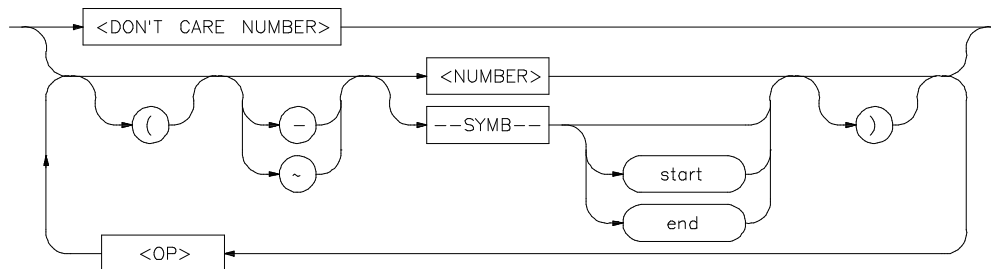 <DON'T CARE NUMBER>
<NUMBER>
( - --SYMB-- )
~ start
end
<OP>